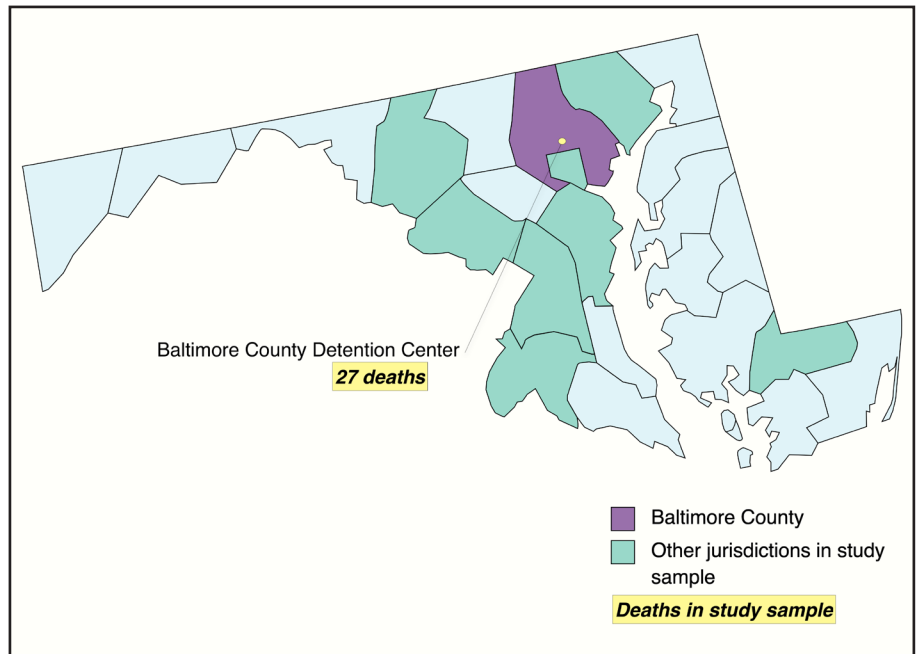 Baltimore County Detention Center
27 deaths
Baltimore County
Other jurisdictions in study
sample
Deaths in study sample